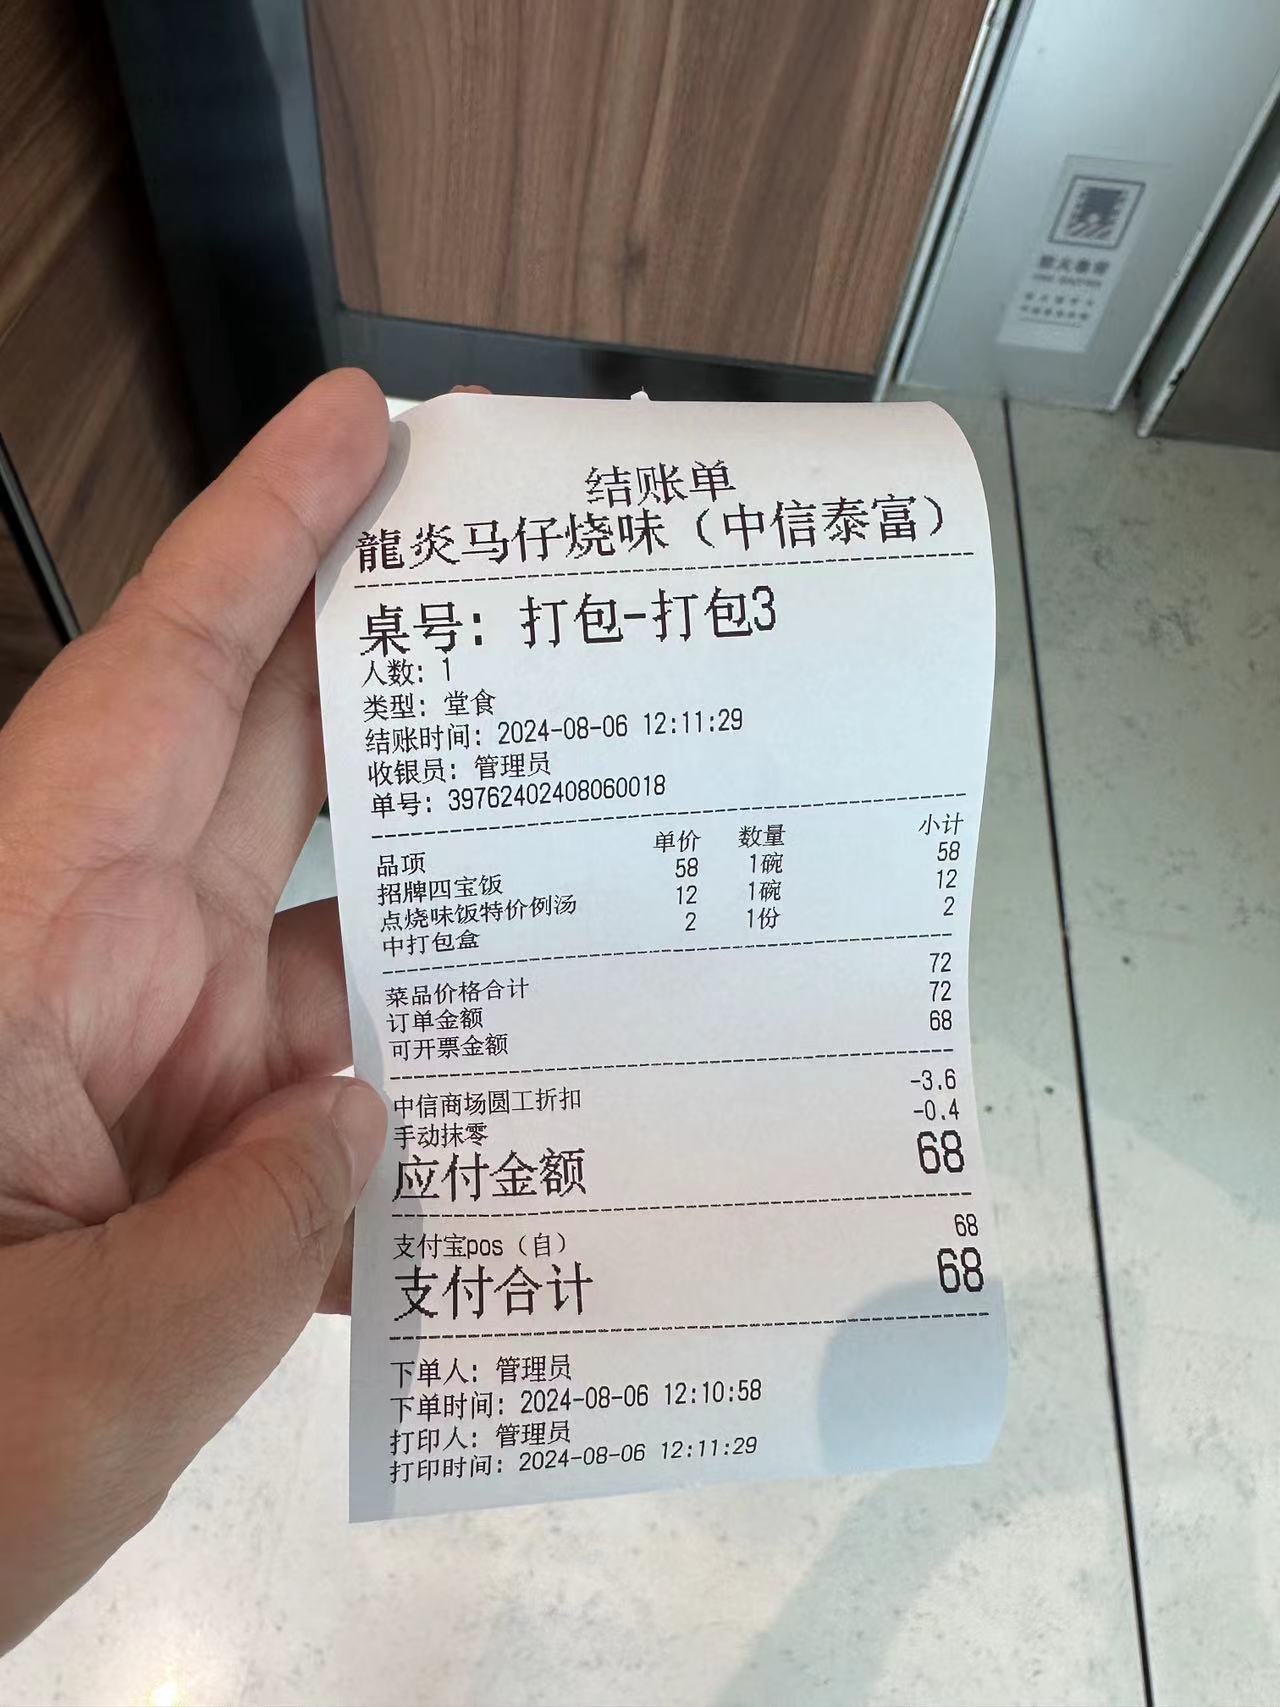 结账单
龍炎马仔烧味（中信泰富）
桌号：打包-打包3
人数：1
类型：堂食
结账时间：2024-08-06 12:11:29
收银员：管理员
单号：39762402408060018
品项 单价 数量 小计
招牌四宝饭 58 1碗 58
点烧味饭特价例汤 12 1碗 12
中打包盒 2 1份 2
菜品价格合计 72
订单金额 72
可开票金额 68
中信商场圆工折扣 -3.6
手动抹零 -0.4
应付金额 68
支付宝pos（自） 68
支付合计 68
下单人：管理员
下单时间：2024-08-06 12:10:58
打印人：管理员
打印时间：2024-08-06 12:11:29